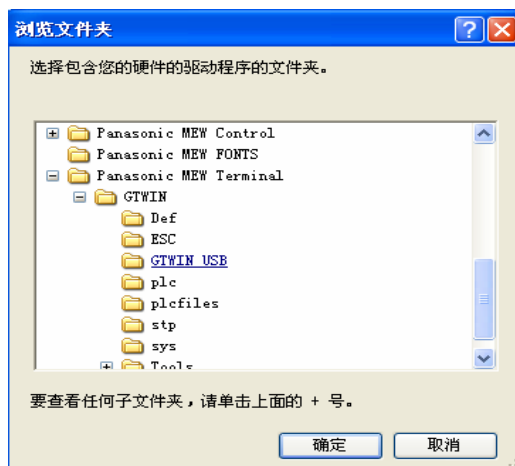 浏览文件夹
选择包含您的硬件的驱动程序的文件夹。
Panasonic MEW Control
Panasonic MEW FONTS
Panasonic MEW Terminal
GTWIN
Def
ESC
GTWIN USB
plc
plcfiles
stp
sys
Tools
要查看任何子文件夹，请单击上面的 + 号。
确定
取消